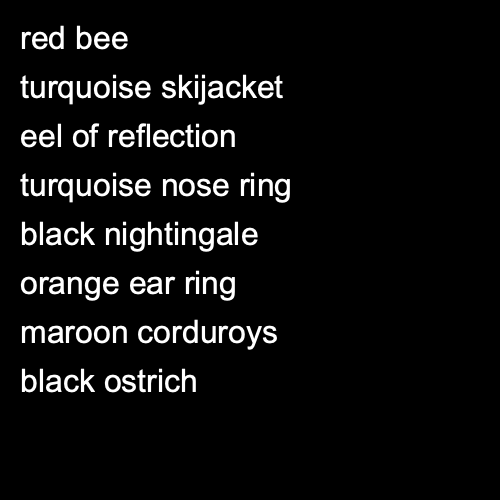 red bee
turquoise skijacket
eel of reflection
turquoise nose ring
black nightingale
orange ear ring
maroon corduroys
black ostrich